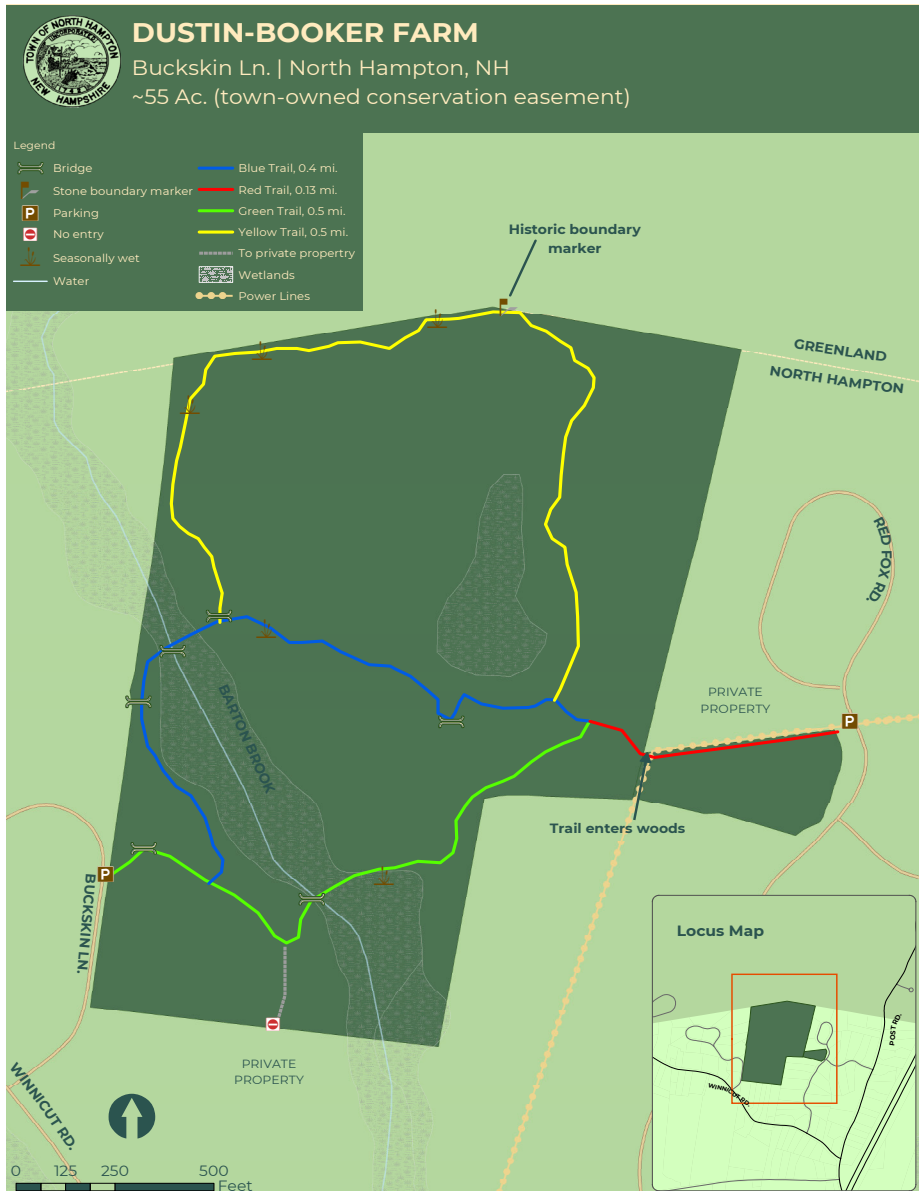 TOWN OF NORTH HAMPTON
INCORPORATED
1742
NEW HAMPSHIRE
DUSTIN-BOOKER FARM
Buckskin Ln. | North Hampton, NH
~55 Ac. (town-owned conservation easement)
Legend
Bridge
Stone boundary marker
P Parking
No entry
Seasonally wet
Water
Blue Trail, 0.4 mi.
Red Trail, 0.13 mi.
Green Trail, 0.5 mi.
Yellow Trail, 0.5 mi.
To private propertry
Wetlands
Power Lines
Historic boundary
marker
GREENLAND
NORTH HAMPTON
RED FOX RD.
PRIVATE
PROPERTY
P
BARTON BROOK
Trail enters woods
P
BUCKSKIN LN.
PRIVATE
PROPERTY
WINNICUT RD.
0 125 250 500
Feet
Locus Map
POST RD.
WINNICUT RD.